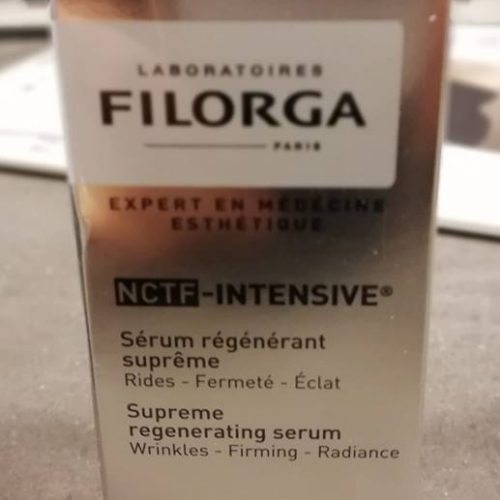 LABORATOIRES
FILORGA
PARIS
EXPERT EN MÉDECINE
ESTHÉTIQUE
NCTF-INTENSIVE®
Sérum régénérant
suprême
Rides - Fermeté - Éclat
Supreme
regenerating serum
Wrinkles - Firming - Radiance